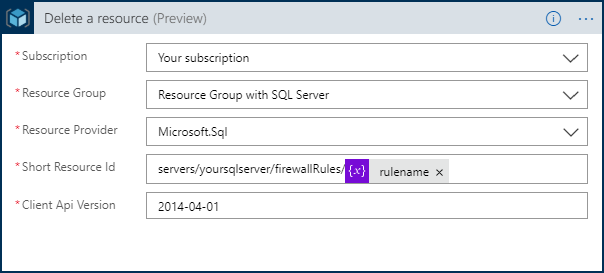 Delete a resource (Preview)
* Subscription Your subscription
* Resource Group Resource Group with SQL Server
* Resource Provider Microsoft.Sql
* Short Resource Id servers/yoursqlserver/firewallRules/ {x} rulename ×
* Client Api Version 2014-04-01